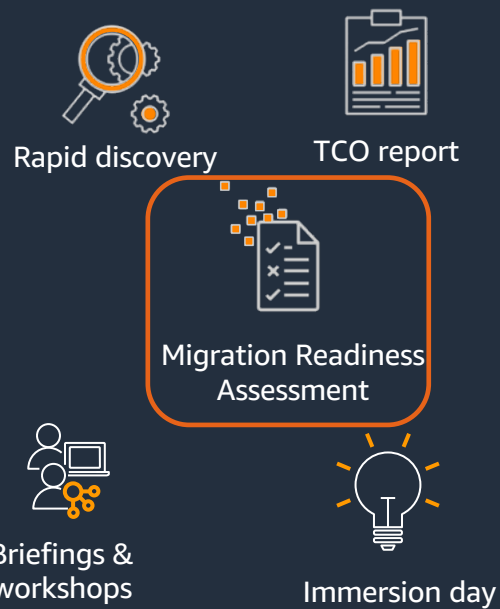 Rapid discovery
TCO report
Migration Readiness
Assessment
Briefings &
workshops
Immersion day